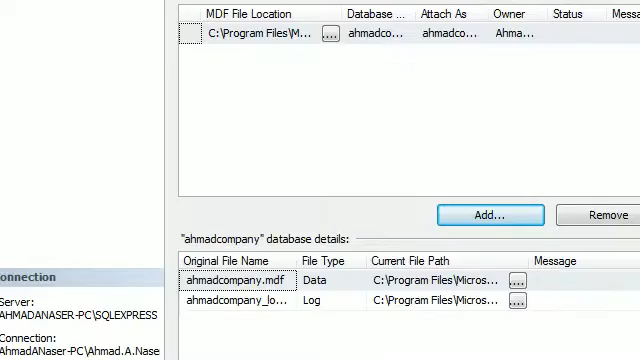 MDF File Location Database ... Attach As Owner Status Messa
C:\Program Files\M... .... ahmadco... ahmadco... Ahma...
Add... Remove
"ahmadcompany" database details:
Original File Name File Type Current File Path Message
ahmadcompany.mdf Data C:\Program Files\Micros... ....
ahmadcompany_lo... Log C:\Program Files\Micros... ....
onnection
Server:
AHMADANASER-PC\SQLEXPRESS
Connection:
AhmadANaser-PC\Ahmad.A.Nase